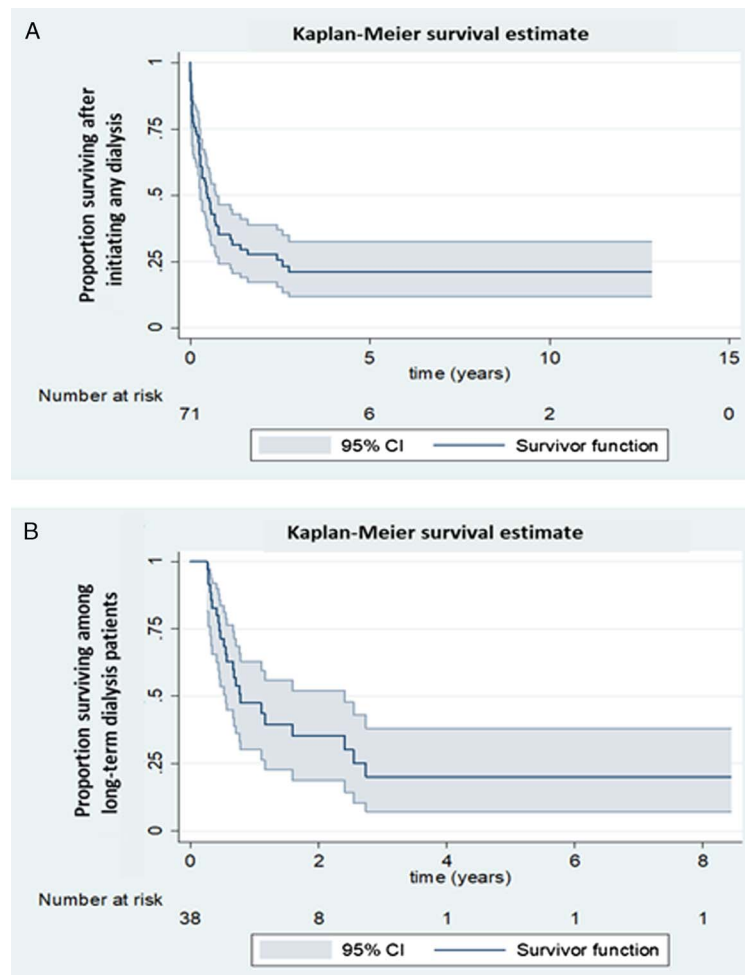 A
Kaplan-Meier survival estimate
Proportion surviving after
initiating any dialysis
1
.75
.5
.25
0
0 5 10 15
time (years)
Number at risk
71 6 2 0
95% CI Survivor function
B
Kaplan-Meier survival estimate
Proportion surviving among
long-term dialysis patients
1
.75
.5
.25
0
0 2 4 6 8
time (years)
Number at risk
38 8 1 1 1
95% CI Survivor function